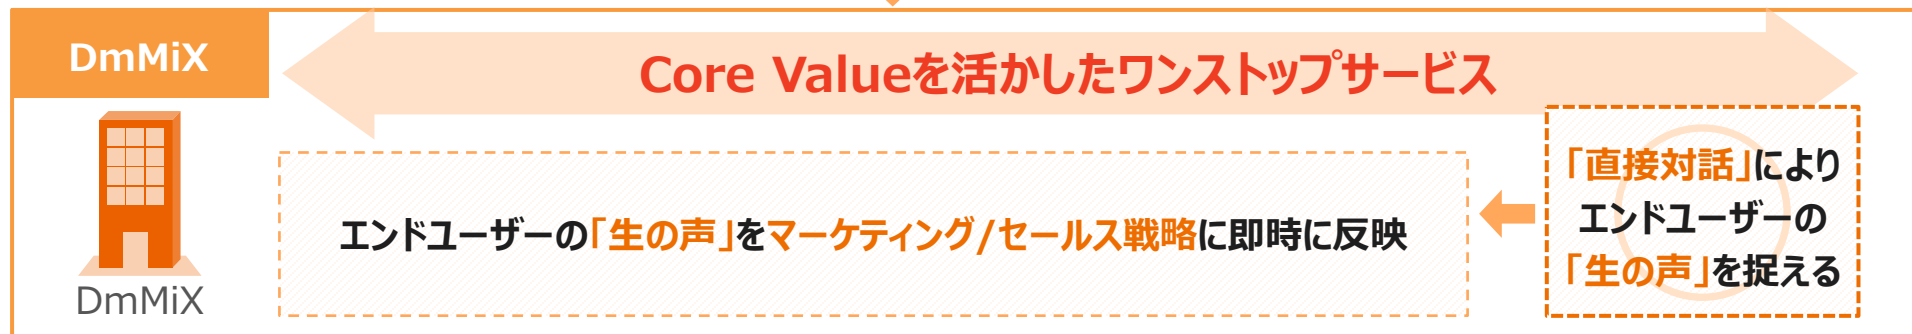 DmMiX
Core Valueを活かしたワンストップサービス
DmMiX
エンドユーザーの「生の声」をマーケティング/セールス戦略に即時に反映
「直接対話」により
エンドユーザーの
「生の声」を捉える